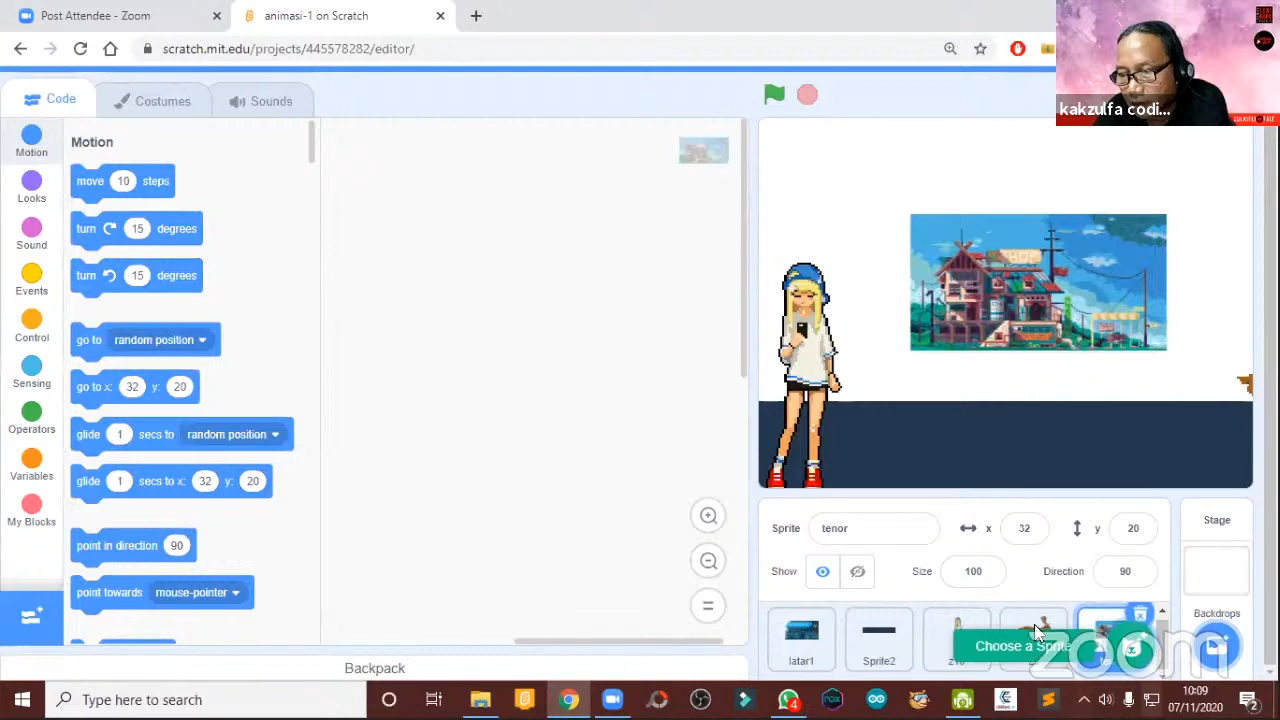 Post Attendee - Zoom
animasi-1 on Scratch
scratch.mit.edu/projects/445578282/editor/
kakzulfa codi...
Code
Costumes
Sounds
Motion
Looks
Sound
Events
Control
Sensing
Operators
Variables
My Blocks
Motion
move 10 steps
turn 15 degrees
turn 15 degrees
go to random position
go to x: 32 y: 20
glide 1 secs to random position
glide 1 secs to x: 32 y: 20
point in direction 90
point towards mouse-pointer
Backpack
Sprite tenor x 32 y 20
Show Size 100 Direction 90
Stage
Backdrops
latar1
Sprite2
Choose a Sprite
zoom
Type here to search
4
10:09
07/11/2020
2